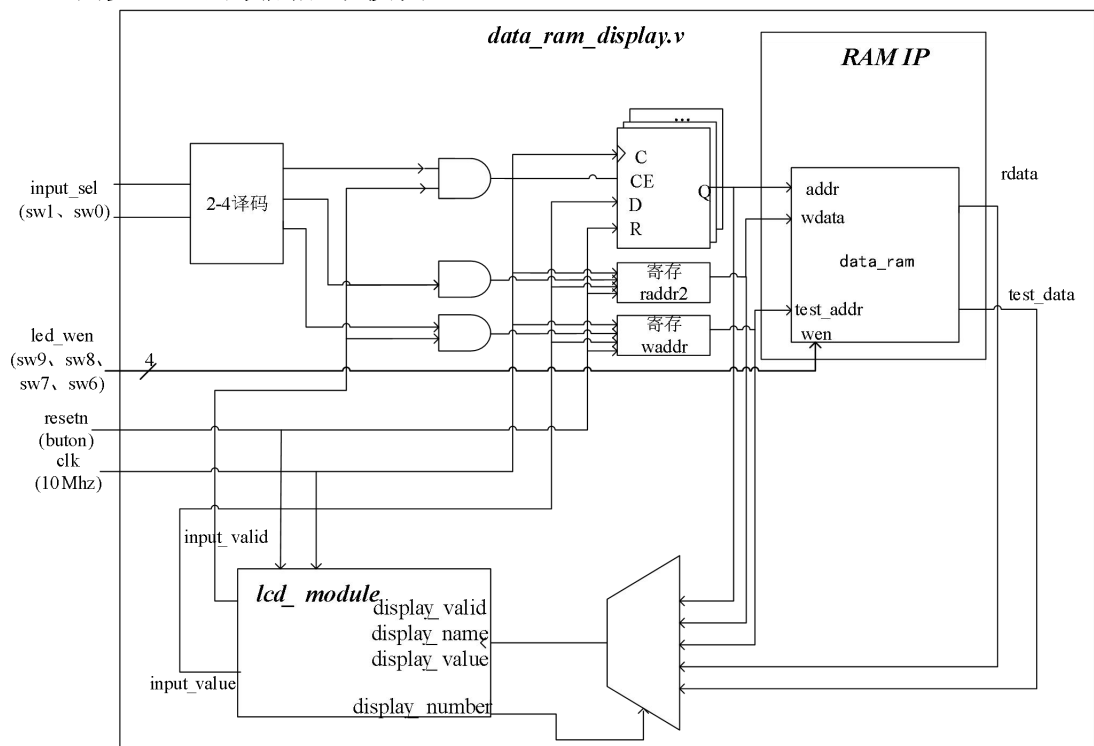 data_ram_display.v
RAM IP
input_sel
(sw1、sw0)
2-4译码
...
C
CE
D
R
Q
addr
wdata
data_ram
test_addr
wen
rdata
test_data
寄存
raddr2
寄存
waddr
led_wen
(sw9、sw8、
sw7、sw6)
4
resetn
(buton)
clk
(10Mhz)
input_valid
lcd_ module
display_valid
display_name
display_value
display_number
input_value